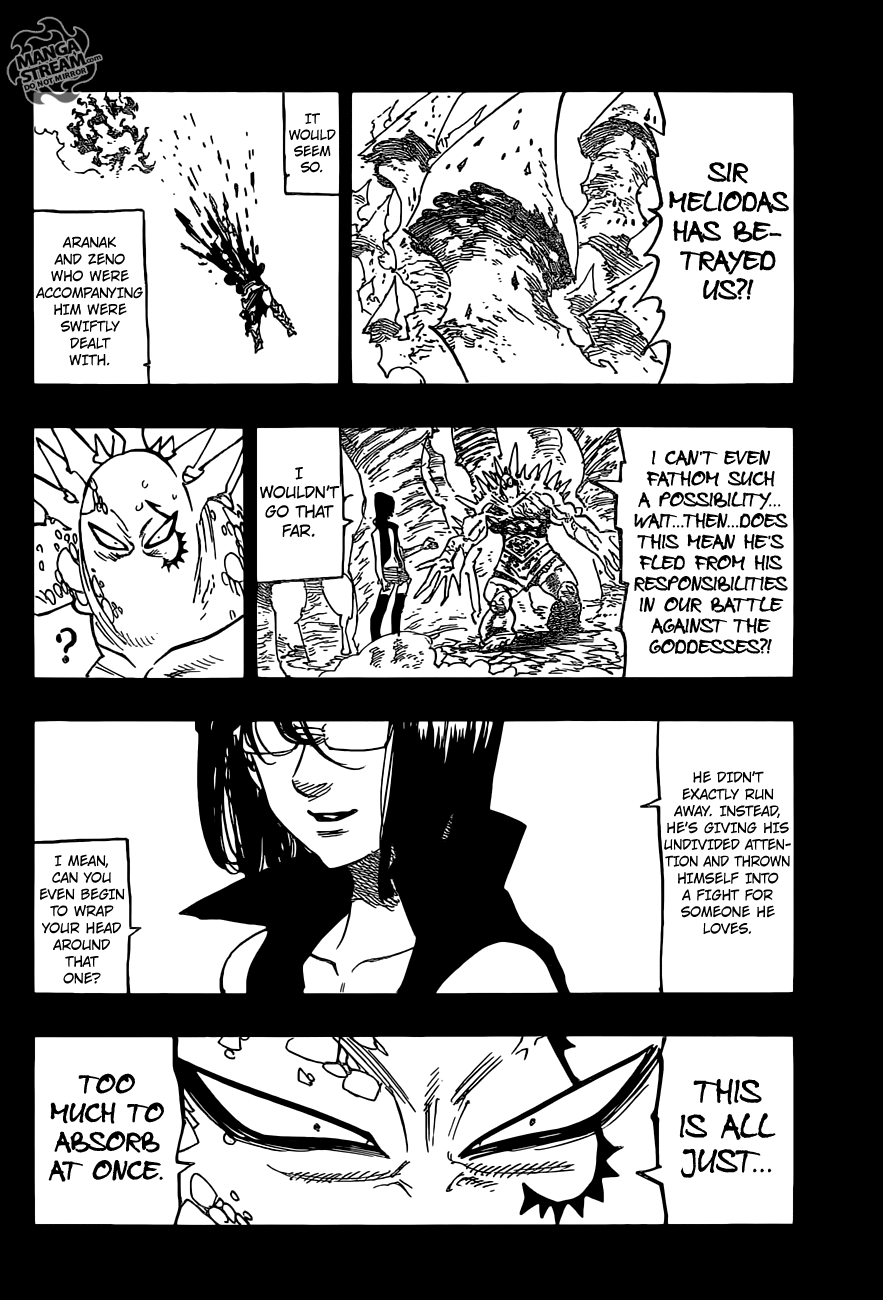 MANGA
STREAM.com
DO NOT MIRROR
SIR
MELIODAS
HAS BE-
TRAYED
US?!
IT
WOULD
SEEM
SO.
ARANAK
AND ZENO
WHO WERE
ACCOMPANYING
HIM WERE
SWIFTLY
DEALT
WITH.
I CAN'T EVEN
FATHOM SUCH
A POSSIBILITY...
WAIT...THEN...DOES
THIS MEAN HE'S
FLED FROM HIS
RESPONSIBILITIES
IN OUR BATTLE
AGAINST THE
GODDESSES?!
I
WOULDN'T
GO THAT
FAR.
?
HE DIDN'T
EXACTLY RUN
AWAY. INSTEAD,
HE'S GIVING HIS
UNDIVIDED ATTEN-
TION AND THROWN
HIMSELF INTO
A FIGHT FOR
SOMEONE HE
LOVES.
I MEAN,
CAN YOU
EVEN BEGIN
TO WRAP
YOUR HEAD
AROUND
THAT
ONE?
THIS
IS ALL
JUST...
TOO
MUCH TO
ABSORB
AT ONCE.